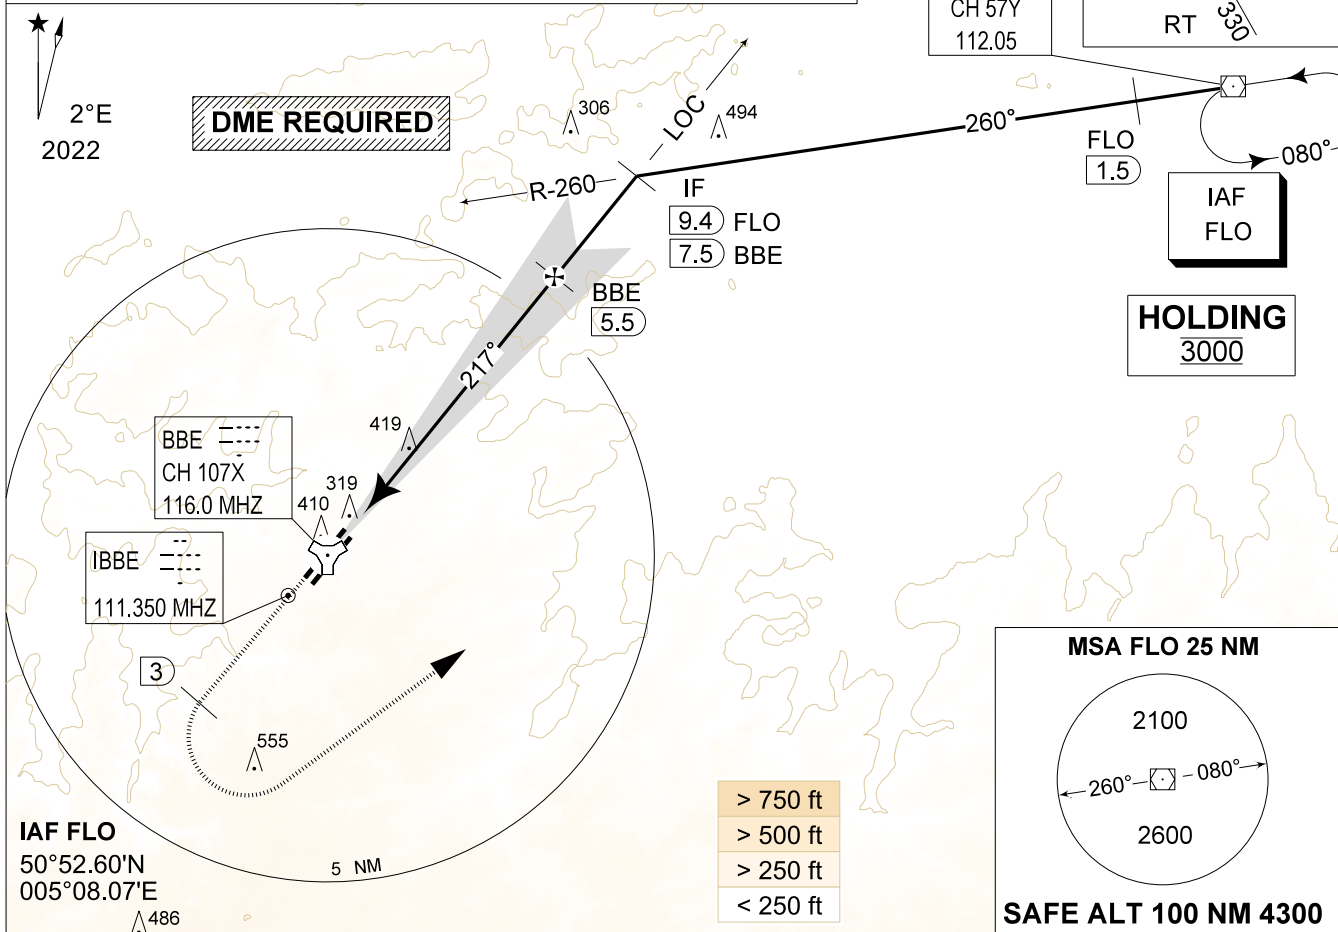 CH 57Y
112.05
RT
330
2°E
2022
DME REQUIRED
306
494
LOC
260°
FLO
1.5
080°
R-260
IF
9.4 FLO
7.5 BBE
IAF
FLO
BBE
5.5
HOLDING
3000
217°
419
BBE
CH 107X
116.0 MHZ
319
410
IBBE
111.350 MHZ
3
555
MSA FLO 25 NM
2100
260°
080°
2600
SAFE ALT 100 NM 4300
> 750 ft
> 500 ft
> 250 ft
< 250 ft
IAF FLO
50°52.60'N
005°08.07'E
5 NM
486